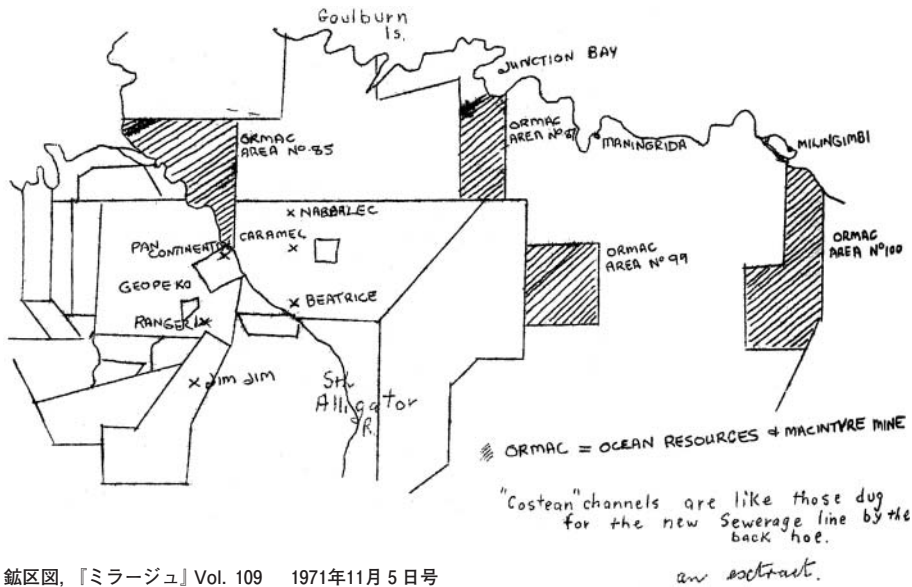 Goulburn
Is.
JUNCTION BAY
ORMAC
AREA No 85
ORMAC
AREA No
MANINGRIDA
MILINGIMBI
NABARLEC
CARAMEL
PAN
CONTINENTAL
ORMAC
AREA No 99
ORMAC
AREA No 100
GEOPEKO
BEATRICE
RANGER
JIM JIM
Sth
Alligator
R.
ORMAC = OCEAN RESOURCES & MACINTYRE MINE
"Costean" channels are like those dug
for the new Sewerage line by the
back hoe.
an extract.
鉱区図,『ミラージュ』Vol. 109 1971年11月5日号